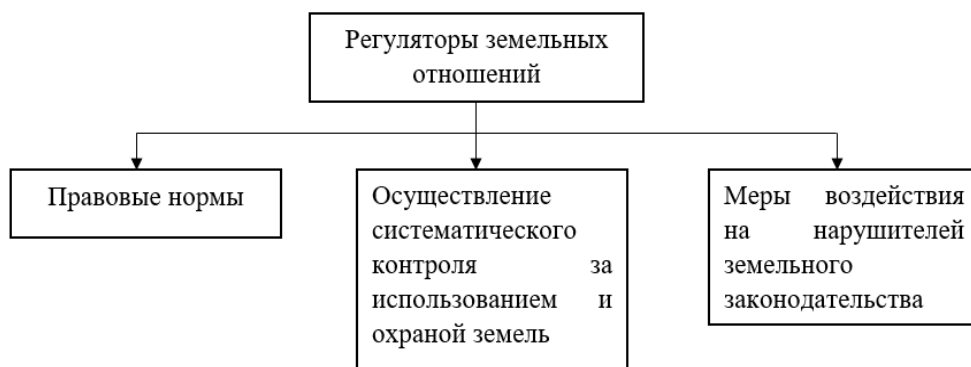 Регуляторы земельных
отношений
Правовые нормы
Осуществление
систематического
контроля за
использованием и
охраной земель
Меры воздействия
на нарушителей
земельного
законодательства